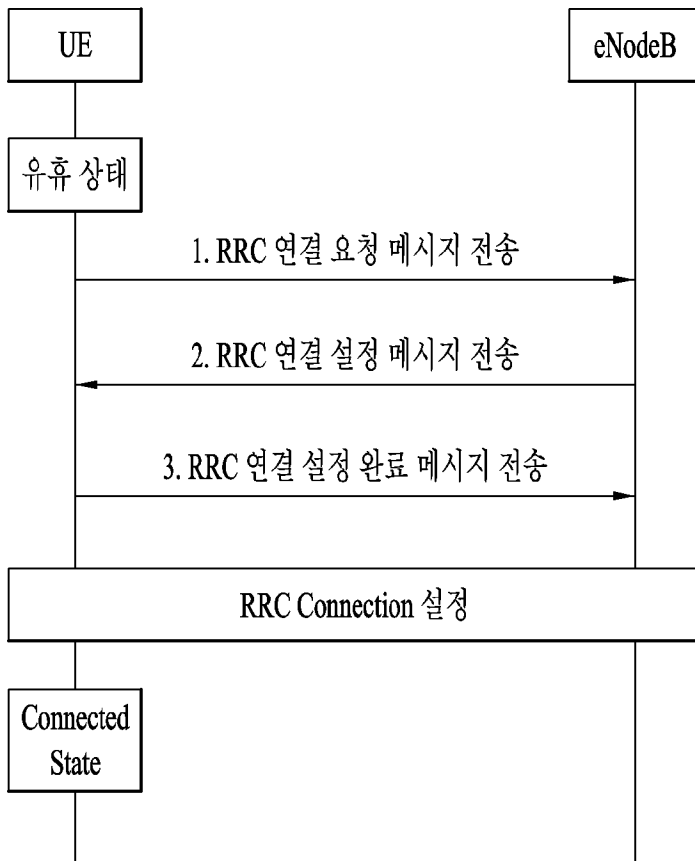 UE
eNodeB
유휴 상태
1. RRC 연결 요청 메시지 전송
2. RRC 연결 설정 메시지 전송
3. RRC 연결 설정 완료 메시지 전송
RRC Connection 설정
Connected
State